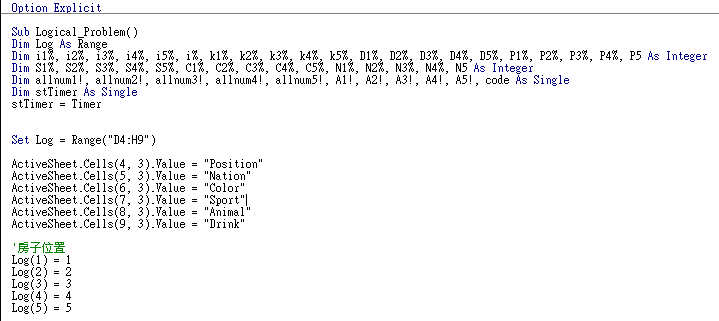 Option Explicit
Sub Logical_Problem()
Dim Log As Range
Dim i1%, i2%, i3%, i4%, i5%, i%, k1%, k2%, k3%, k4%, k5%, D1%, D2%, D3%, D4%, D5%, P1%, P2%, P3%, P4%, P5 As Integer
Dim S1%, S2%, S3%, S4%, S5%, C1%, C2%, C3%, C4%, C5%, N1%, N2%, N3%, N4%, N5 As Integer
Dim allnum1!, allnum2!, allnum3!, allnum4!, allnum5!, A1!, A2!, A3!, A4!, A5!, code As Single
Dim stTimer As Single
stTimer = Timer
Set Log = Range("D4:H9")
ActiveSheet.Cells(4, 3).Value = "Position"
ActiveSheet.Cells(5, 3).Value = "Nation"
ActiveSheet.Cells(6, 3).Value = "Color"
ActiveSheet.Cells(7, 3).Value = "Sport"
ActiveSheet.Cells(8, 3).Value = "Animal"
ActiveSheet.Cells(9, 3).Value = "Drink"
'房子位置
Log(1) = 1
Log(2) = 2
Log(3) = 3
Log(4) = 4
Log(5) = 5